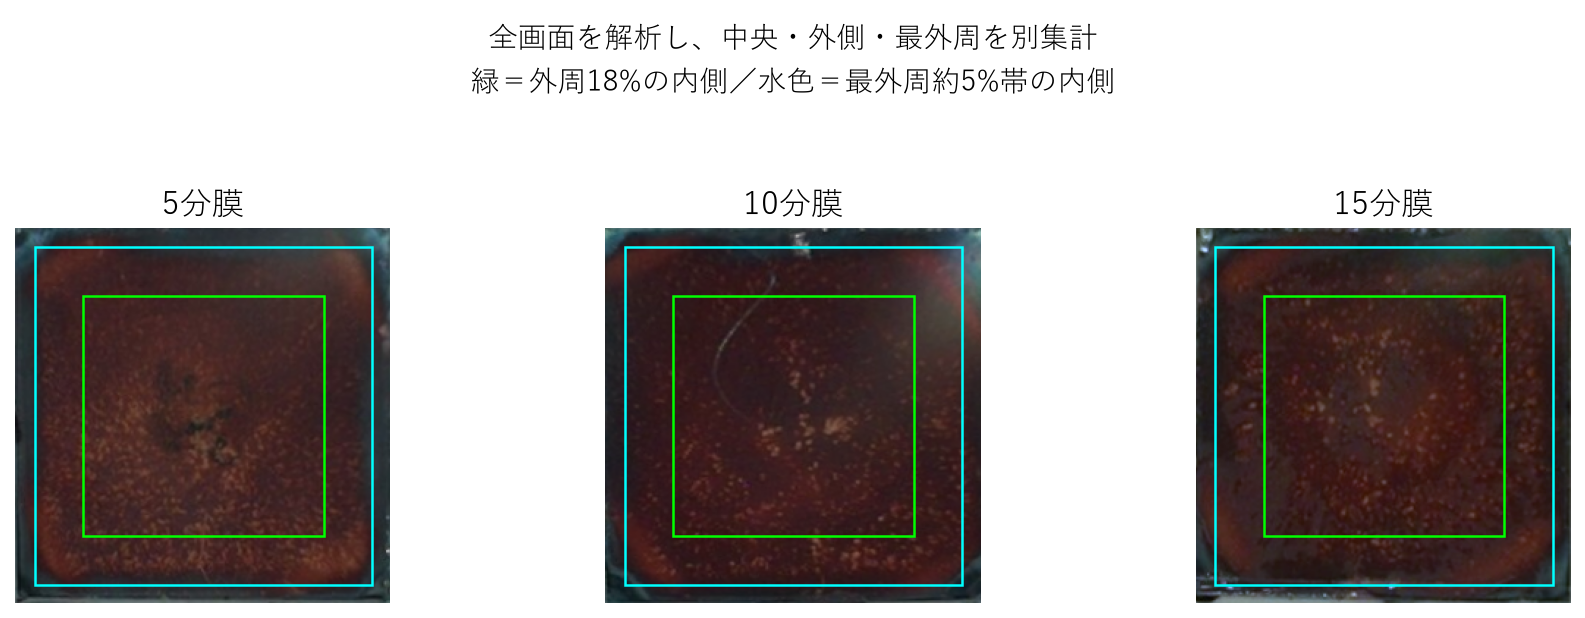 全画面を解析し、中央・外側・最外周を別集計
緑＝外周18%の内側／水色＝最外周約5%帯の内側
5分膜
10分膜
15分膜